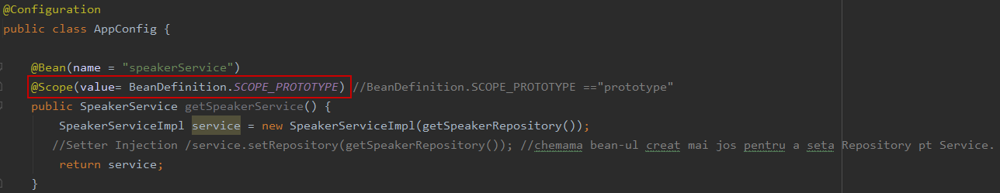 @Configuration
public class AppConfig {
@Bean(name = "speakerService")
@Scope(value= BeanDefinition.SCOPE_PROTOTYPE) //BeanDefinition.SCOPE_PROTOTYPE =="prototype"
public SpeakerService getSpeakerService() {
SpeakerServiceImpl service = new SpeakerServiceImpl(getSpeakerRepository());
//Setter Injection /service.setRepository(getSpeakerRepository()); //chemama bean-ul creat mai jos pentru a seta Repository pt Service.
return service;
}